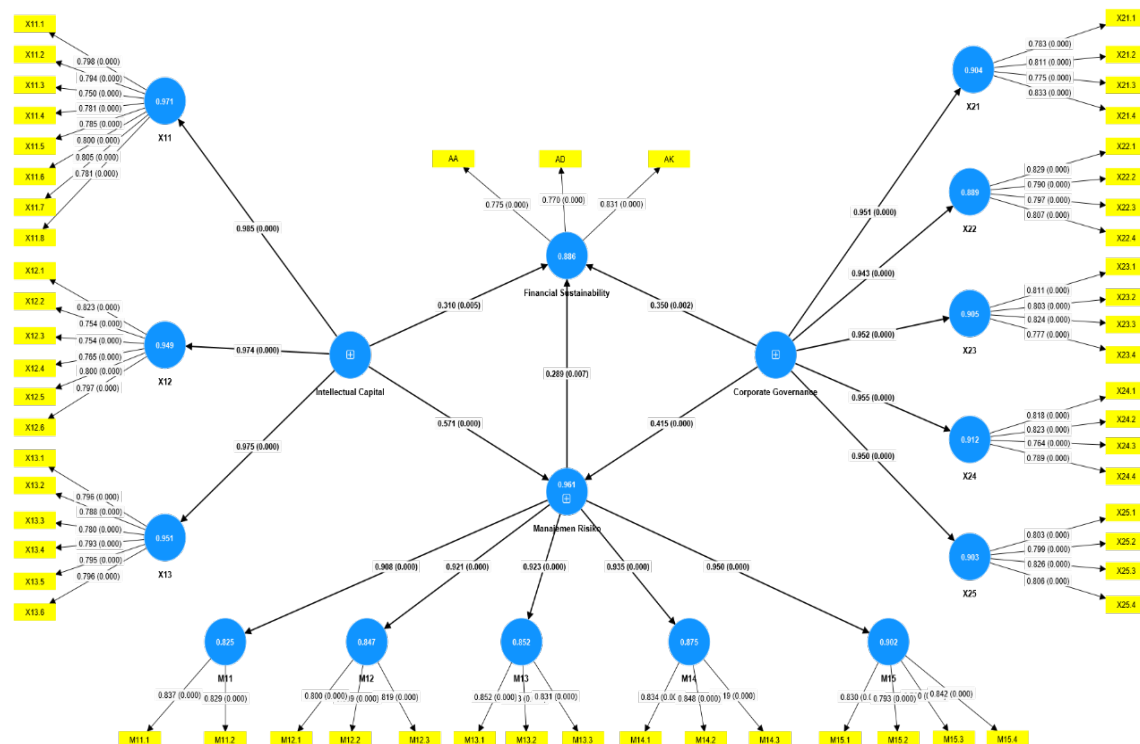 X11.1
X11.2
X11.3
X11.4
X11.5
X11.6
X11.7
X11.8
0.798 (0.000)
0.794 (0.000)
0.750 (0.000)
0.781 (0.000)
0.785 (0.000)
0.800 (0.000)
0.805 (0.000)
0.781 (0.000)
0.971
X11
0.985 (0.000)
X12.1
X12.2
X12.3
X12.4
X12.5
X12.6
0.823 (0.000)
0.754 (0.000)
0.754 (0.000)
0.765 (0.000)
0.800 (0.000)
0.797 (0.000)
0.949
X12
0.974 (0.000)
X13.1
X13.2
X13.3
X13.4
X13.5
X13.6
0.796 (0.000)
0.788 (0.000)
0.780 (0.000)
0.793 (0.000)
0.795 (0.000)
0.796 (0.000)
0.951
X13
0.975 (0.000)
Intellectual Capital
0.310 (0.005)
0.571 (0.000)
AA
AD
AK
0.775 (0.000)
0.770 (0.000)
0.831 (0.000)
0.886
Financial Sustainability
0.289 (0.007)
0.350 (0.002)
0.415 (0.000)
Corporate Governance
0.961
Manajemen Risiko
0.951 (0.000)
0.943 (0.000)
0.952 (0.000)
0.955 (0.000)
0.950 (0.000)
0.904
X21
0.783 (0.000)
0.811 (0.000)
0.775 (0.000)
0.833 (0.000)
X21.1
X21.2
X21.3
X21.4
0.889
X22
0.829 (0.000)
0.790 (0.000)
0.797 (0.000)
0.807 (0.000)
X22.1
X22.2
X22.3
X22.4
0.905
X23
0.811 (0.000)
0.803 (0.000)
0.824 (0.000)
0.777 (0.000)
X23.1
X23.2
X23.3
X23.4
0.912
X24
0.818 (0.000)
0.823 (0.000)
0.764 (0.000)
0.789 (0.000)
X24.1
X24.2
X24.3
X24.4
0.903
X25
0.803 (0.000)
0.799 (0.000)
0.826 (0.000)
0.806 (0.000)
X25.1
X25.2
X25.3
X25.4
0.908 (0.000)
0.921 (0.000)
0.923 (0.000)
0.935 (0.000)
0.950 (0.000)
0.825
M11
0.837 (0.000)
0.829 (0.000)
M11.1
M11.2
0.847
M12
0.800 (0.000)
819 (0.000)
M12.1
M12.2
M12.3
0.852
M13
0.852 (0.000)
0.831 (0.000)
M13.1
M13.2
M13.3
0.875
M14
0.834 (0.00
0.848 (0.000)
19 (0.000)
M14.1
M14.2
M14.3
0.902
M15
0.830 (0.0
0.793 (0.000)
0.842 (0.000)
M15.1
M15.2
M15.3
M15.4